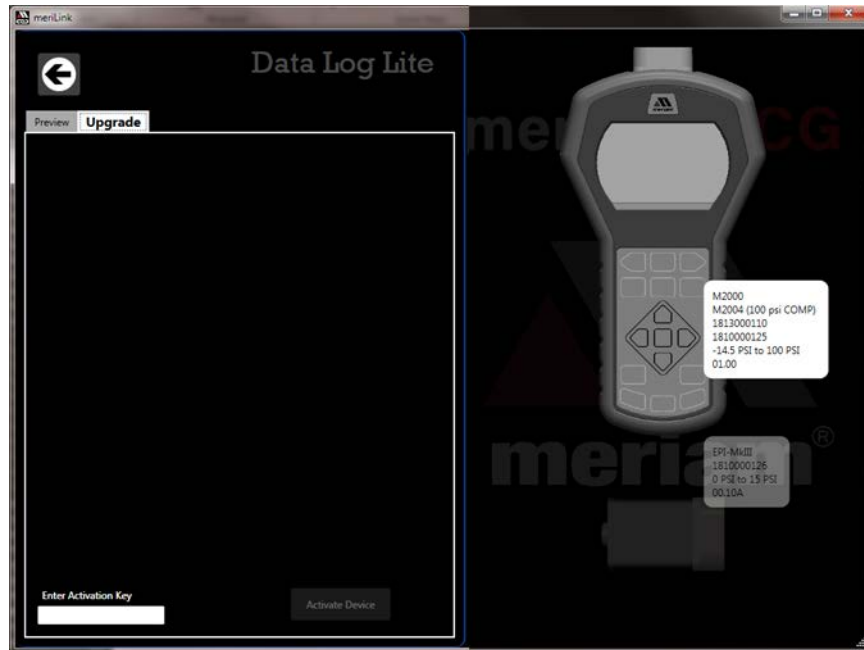 meriLink
Data Log Lite
Preview
Upgrade
Enter Activation Key
Activate Device
M2000
M2004 (100 psi COMP)
1813000110
1810000125
-14.5 PSI to 100 PSI
01.00
EPI-MkIII
1810000126
0 PSI to 15 PSI
00.10A
meriam®